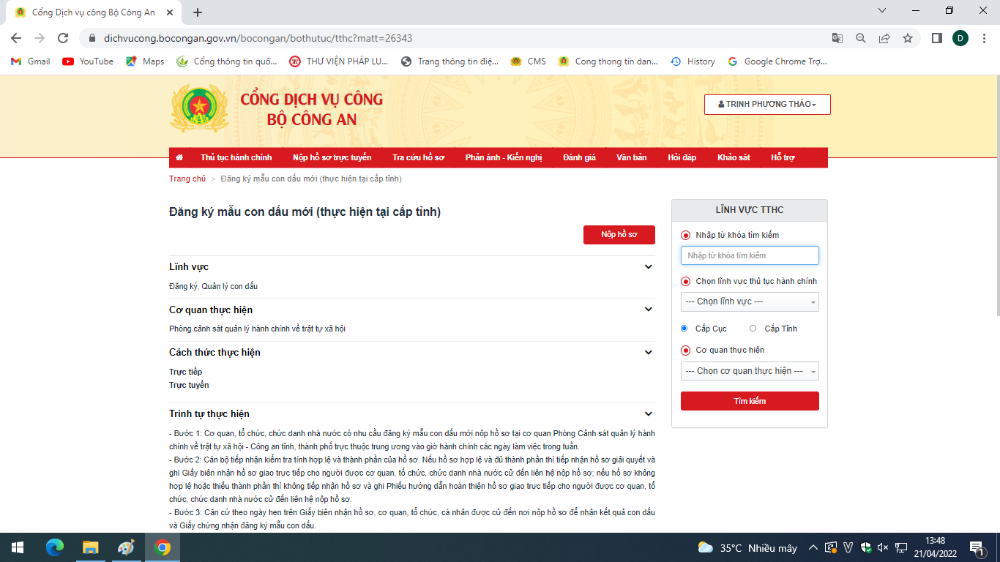 Cổng Dịch vụ công Bộ Công An
dichvucong.bocongan.gov.vn/bocongan/bothutuc/tthc?matt=26343
D
Gmail YouTube Maps Cổng thông tin quố... THƯ VIỆN PHÁP LU... Trang thông tin điệ... CMS Cong thong tin dan... History Google Chrome Trợ...
CỔNG DỊCH VỤ CÔNG
BỘ CÔNG AN
TRỊNH PHƯƠNG THẢO
Thủ tục hành chính Nộp hồ sơ trực tuyến Tra cứu hồ sơ Phản ánh - Kiến nghị Đánh giá Văn bản Hỏi đáp Khảo sát Hỗ trợ
Trang chủ > Đăng ký mẫu con dấu mới (thực hiện tại cấp tỉnh)
Đăng ký mẫu con dấu mới (thực hiện tại cấp tỉnh)
Nộp hồ sơ
Lĩnh vực
Đăng ký, Quản lý con dấu
Cơ quan thực hiện
Phòng cảnh sát quản lý hành chính về trật tự xã hội
Cách thức thực hiện
Trực tiếp
Trực tuyến
Trình tự thực hiện
- Bước 1: Cơ quan, tổ chức, chức danh nhà nước có nhu cầu đăng ký mẫu con dấu mới nộp hồ sơ tại cơ quan Phòng Cảnh sát quản lý hành
chính về trật tự xã hội - Công an tỉnh, thành phố trực thuộc trung ương vào giờ hành chính các ngày làm việc trong tuần.
- Bước 2: Cán bộ tiếp nhận kiểm tra tính hợp lệ và thành phần của hồ sơ. Nếu hồ sơ hợp lệ và đủ thành phần thì tiếp nhận hồ sơ giải quyết và
ghi Giấy biên nhận hồ sơ giao trực tiếp cho người được cơ quan, tổ chức, chức danh nhà nước cử đến liên hệ nộp hồ sơ; nếu hồ sơ không
hợp lệ hoặc thiếu thành phần thì không tiếp nhận hồ sơ và ghi Phiếu hướng dẫn hoàn thiện hồ sơ giao trực tiếp cho người được cơ quan, tổ
chức, chức danh nhà nước cử đến liên hệ nộp hồ sơ.
- Bước 3: Căn cứ theo ngày hẹn trên Giấy biên nhận hồ sơ, cơ quan, tổ chức, cá nhân được cử đến nơi nộp hồ sơ để nhận kết quả con dấu
và Giấy chứng nhận đăng ký mẫu con dấu.
LĨNH VỰC TTHC
Nhập từ khóa tìm kiếm
Nhập từ khóa tìm kiếm
Chọn lĩnh vực thủ tục hành chính
--- Chọn lĩnh vực ---
Cấp Cục Cấp Tỉnh
Cơ quan thực hiện
--- Chọn cơ quan thực hiện ---
Tìm kiếm
35°C Nhiều mây
13:48
21/04/2022
1